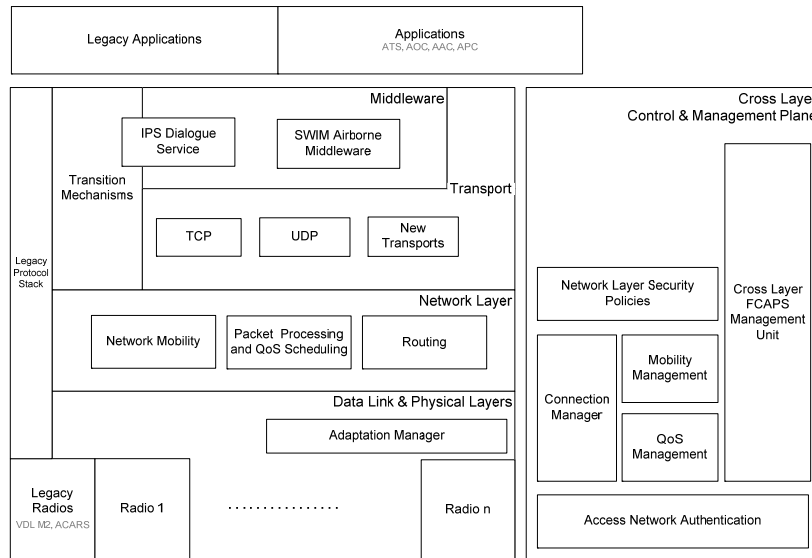 Legacy Applications
Applications
ATS, AOC, AAC, APC
Middleware
IPS Dialogue
Service
SWIM Airborne
Middleware
Transition
Mechanisms
Transport
TCP
UDP
New
Transports
Legacy
Protocol
Stack
Network Layer
Network Mobility
Packet Processing
and QoS Scheduling
Routing
Data Link & Physical Layers
Adaptation Manager
Legacy
Radios
VDL M2, ACARS
Radio 1
. . . . . . . . . . . . . . .
Radio n
Cross Laye
Control & Management Plane
Network Layer Security
Policies
Cross Layer
FCAPS
Management
Unit
Connection
Manager
Mobility
Management
QoS
Management
Access Network Authentication